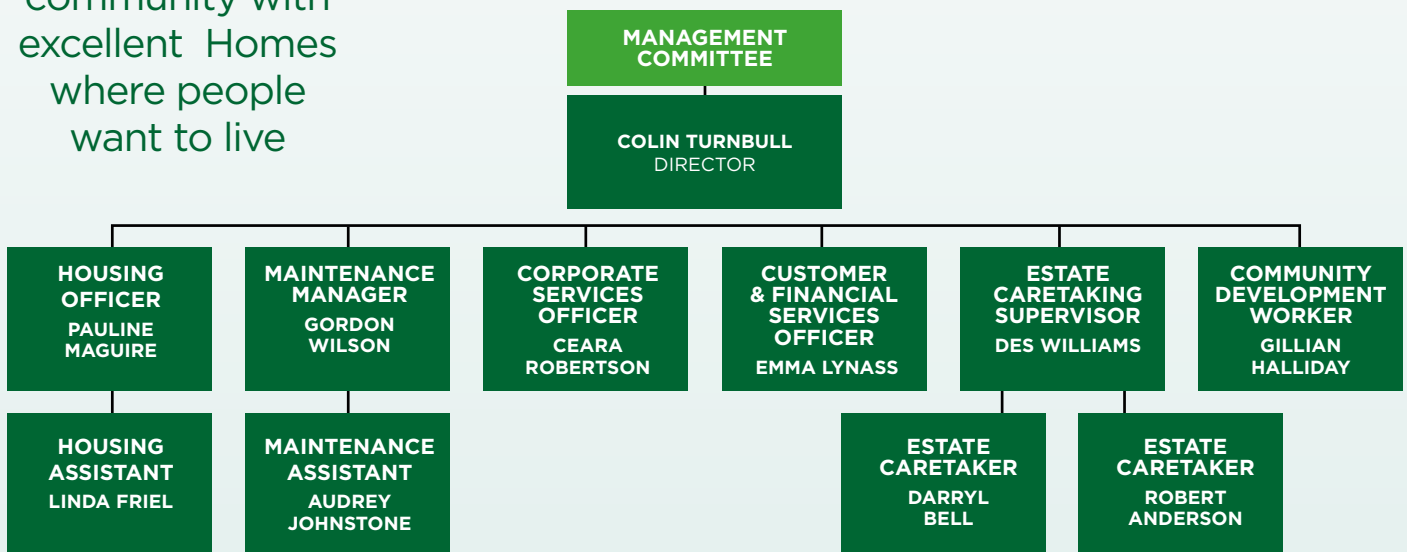 community with
excellent Homes
where people
want to live
MANAGEMENT
COMMITTEE
COLIN TURNBULL
DIRECTOR
HOUSING
OFFICER
PAULINE
MAGUIRE
MAINTENANCE
MANAGER
GORDON
WILSON
CORPORATE
SERVICES
OFFICER
CEARA
ROBERTSON
CUSTOMER
& FINANCIAL
SERVICES
OFFICER
EMMA LYNASS
ESTATE
CARETAKING
SUPERVISOR
DES WILLIAMS
COMMUNITY
DEVELOPMENT
WORKER
GILLIAN
HALLIDAY
HOUSING
ASSISTANT
LINDA FRIEL
MAINTENANCE
ASSISTANT
AUDREY
JOHNSTONE
ESTATE
CARETAKER
DARRYL
BELL
ESTATE
CARETAKER
ROBERT
ANDERSON